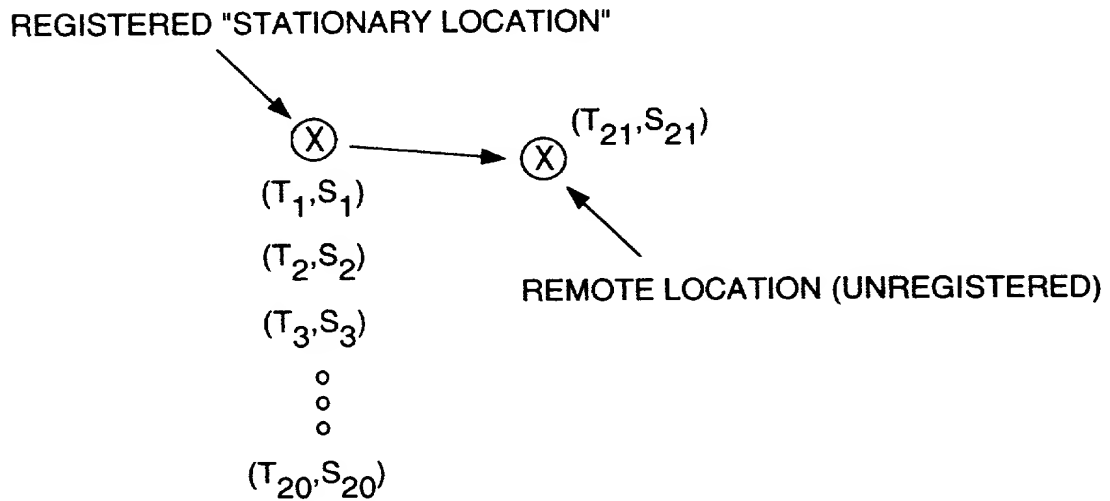 REGISTERED "STATIONARY LOCATION"
X
X
(T21,S21)
(T1,S1)
(T2,S2)
REMOTE LOCATION (UNREGISTERED)
(T3,S3)
(T20,S20)